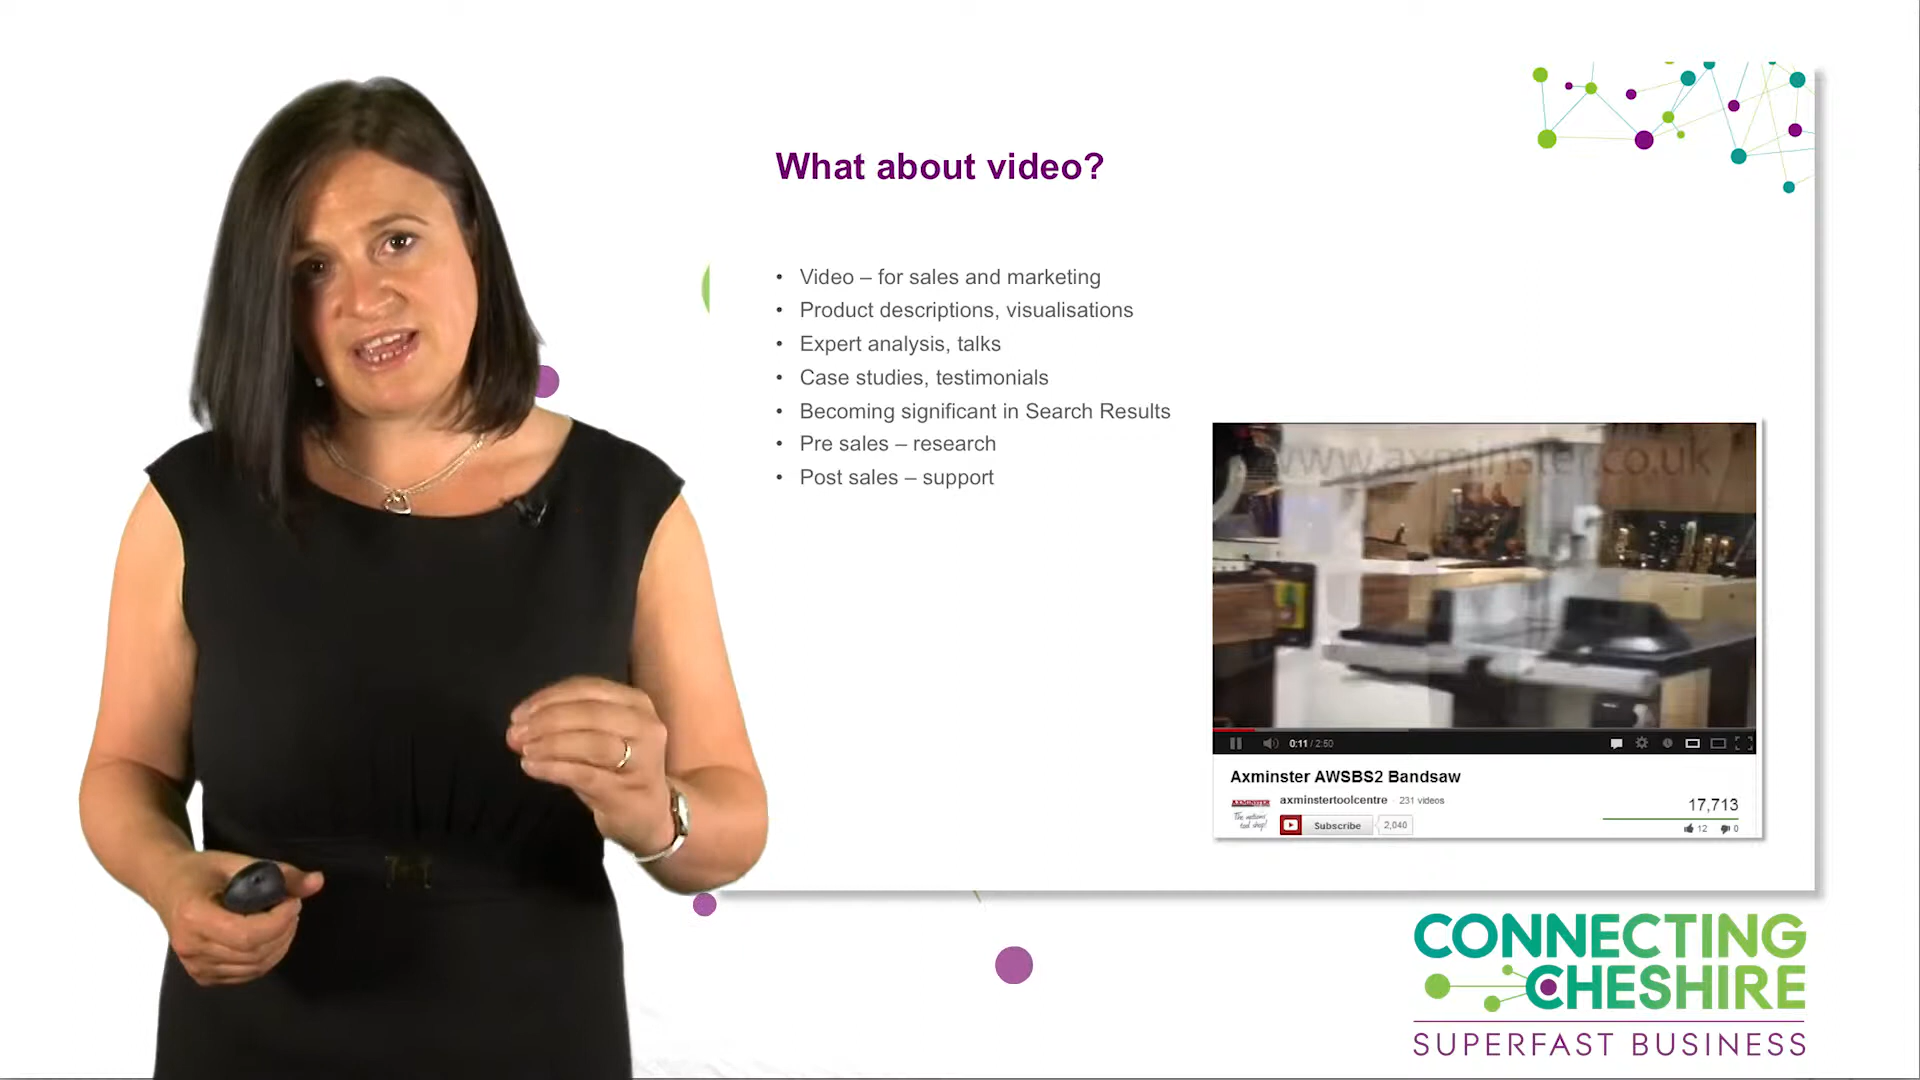 What about video?
• Video – for sales and marketing
• Product descriptions, visualisations
• Expert analysis, talks
• Case studies, testimonials
• Becoming significant in Search Results
• Pre sales – research
• Post sales – support
www.axminster.co.uk
0:11 / 2:50
Axminster AWSBS2 Bandsaw
AXMINSTER
axminstertoolcentre · 231 videos
17,713
Subscribe
2,040
12
0
CONNECTING
CHESHIRE
SUPERFAST BUSINESS